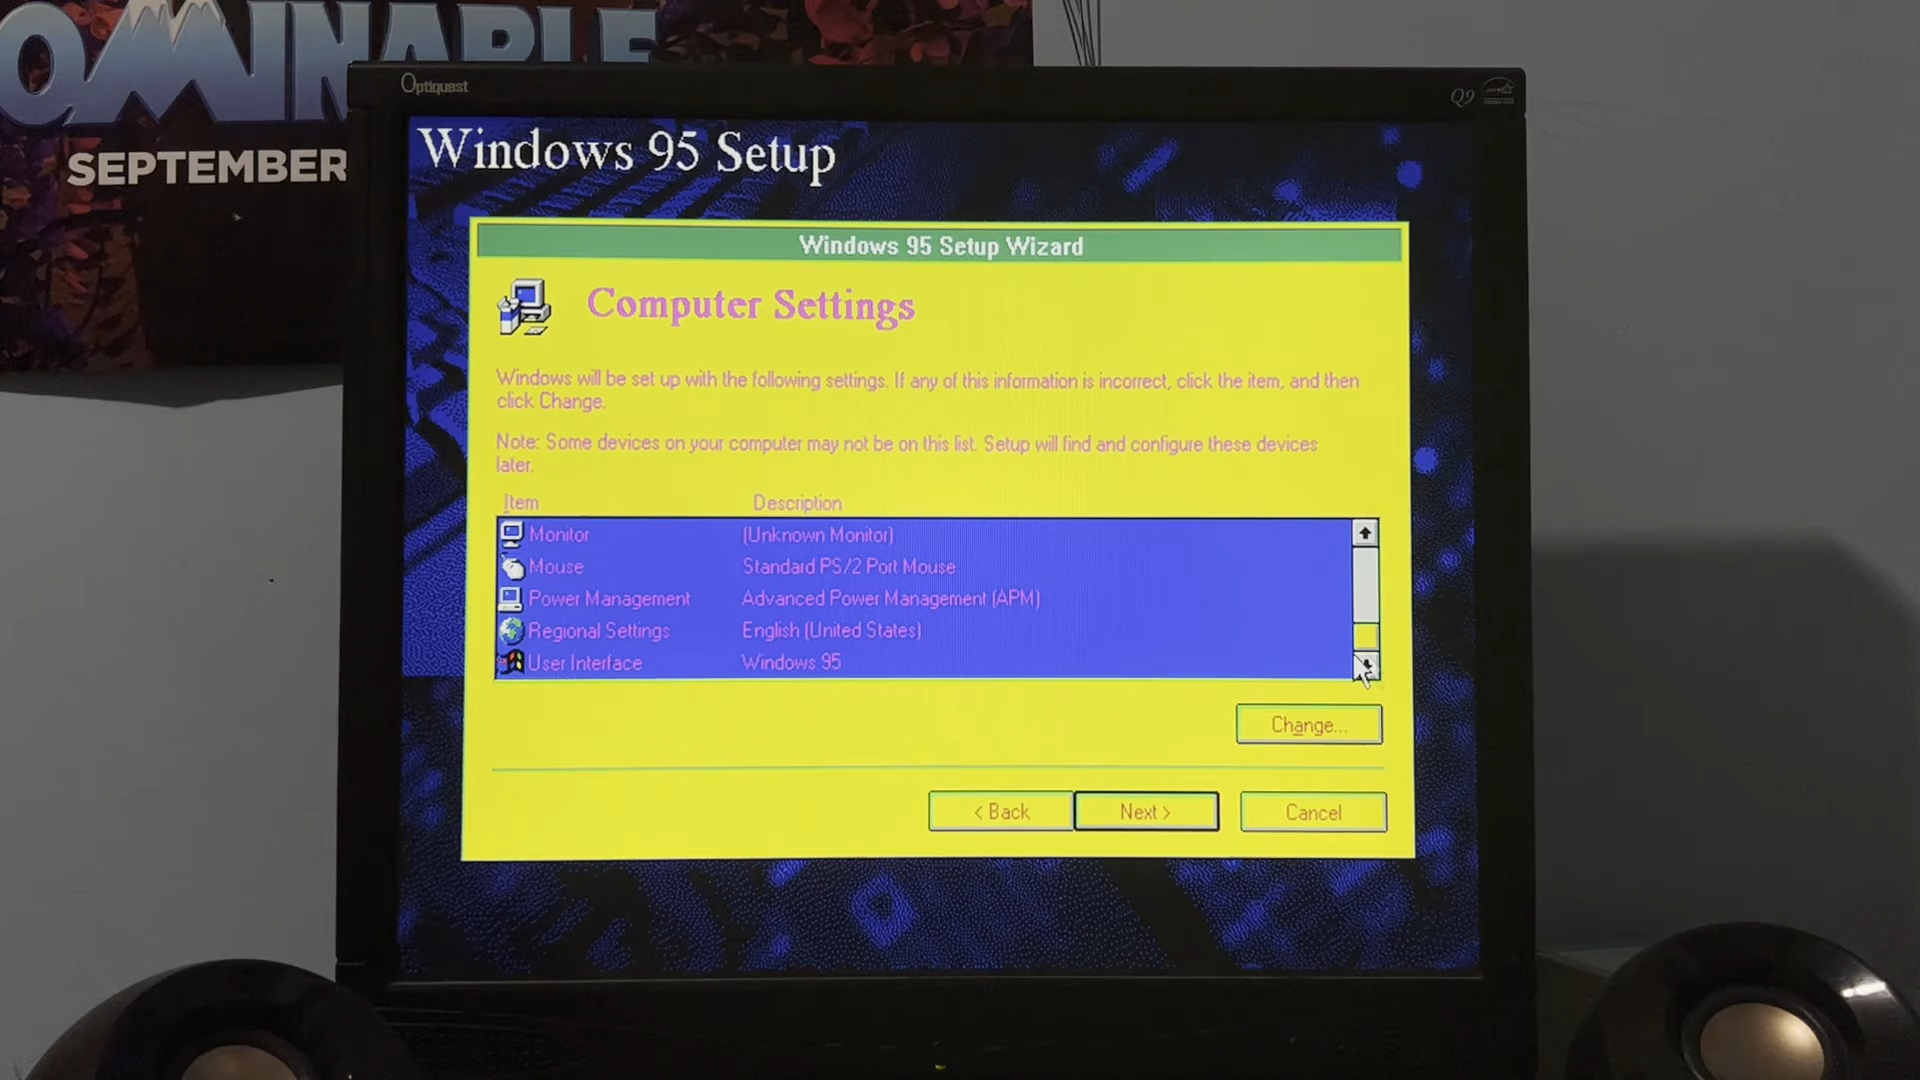 OMINABLE
SEPTEMBER
Optiquest
Q9
Windows 95 Setup
Windows 95 Setup Wizard
Computer Settings
Windows will be set up with the following settings. If any of this information is incorrect, click the item, and then
click Change.
Note: Some devices on your computer may not be on this list. Setup will find and configure these devices
later.
Item Description
Monitor (Unknown Monitor)
Mouse Standard PS/2 Port Mouse
Power Management Advanced Power Management (APM)
Regional Settings English (United States)
User Interface Windows 95
Change...
< Back Next > Cancel